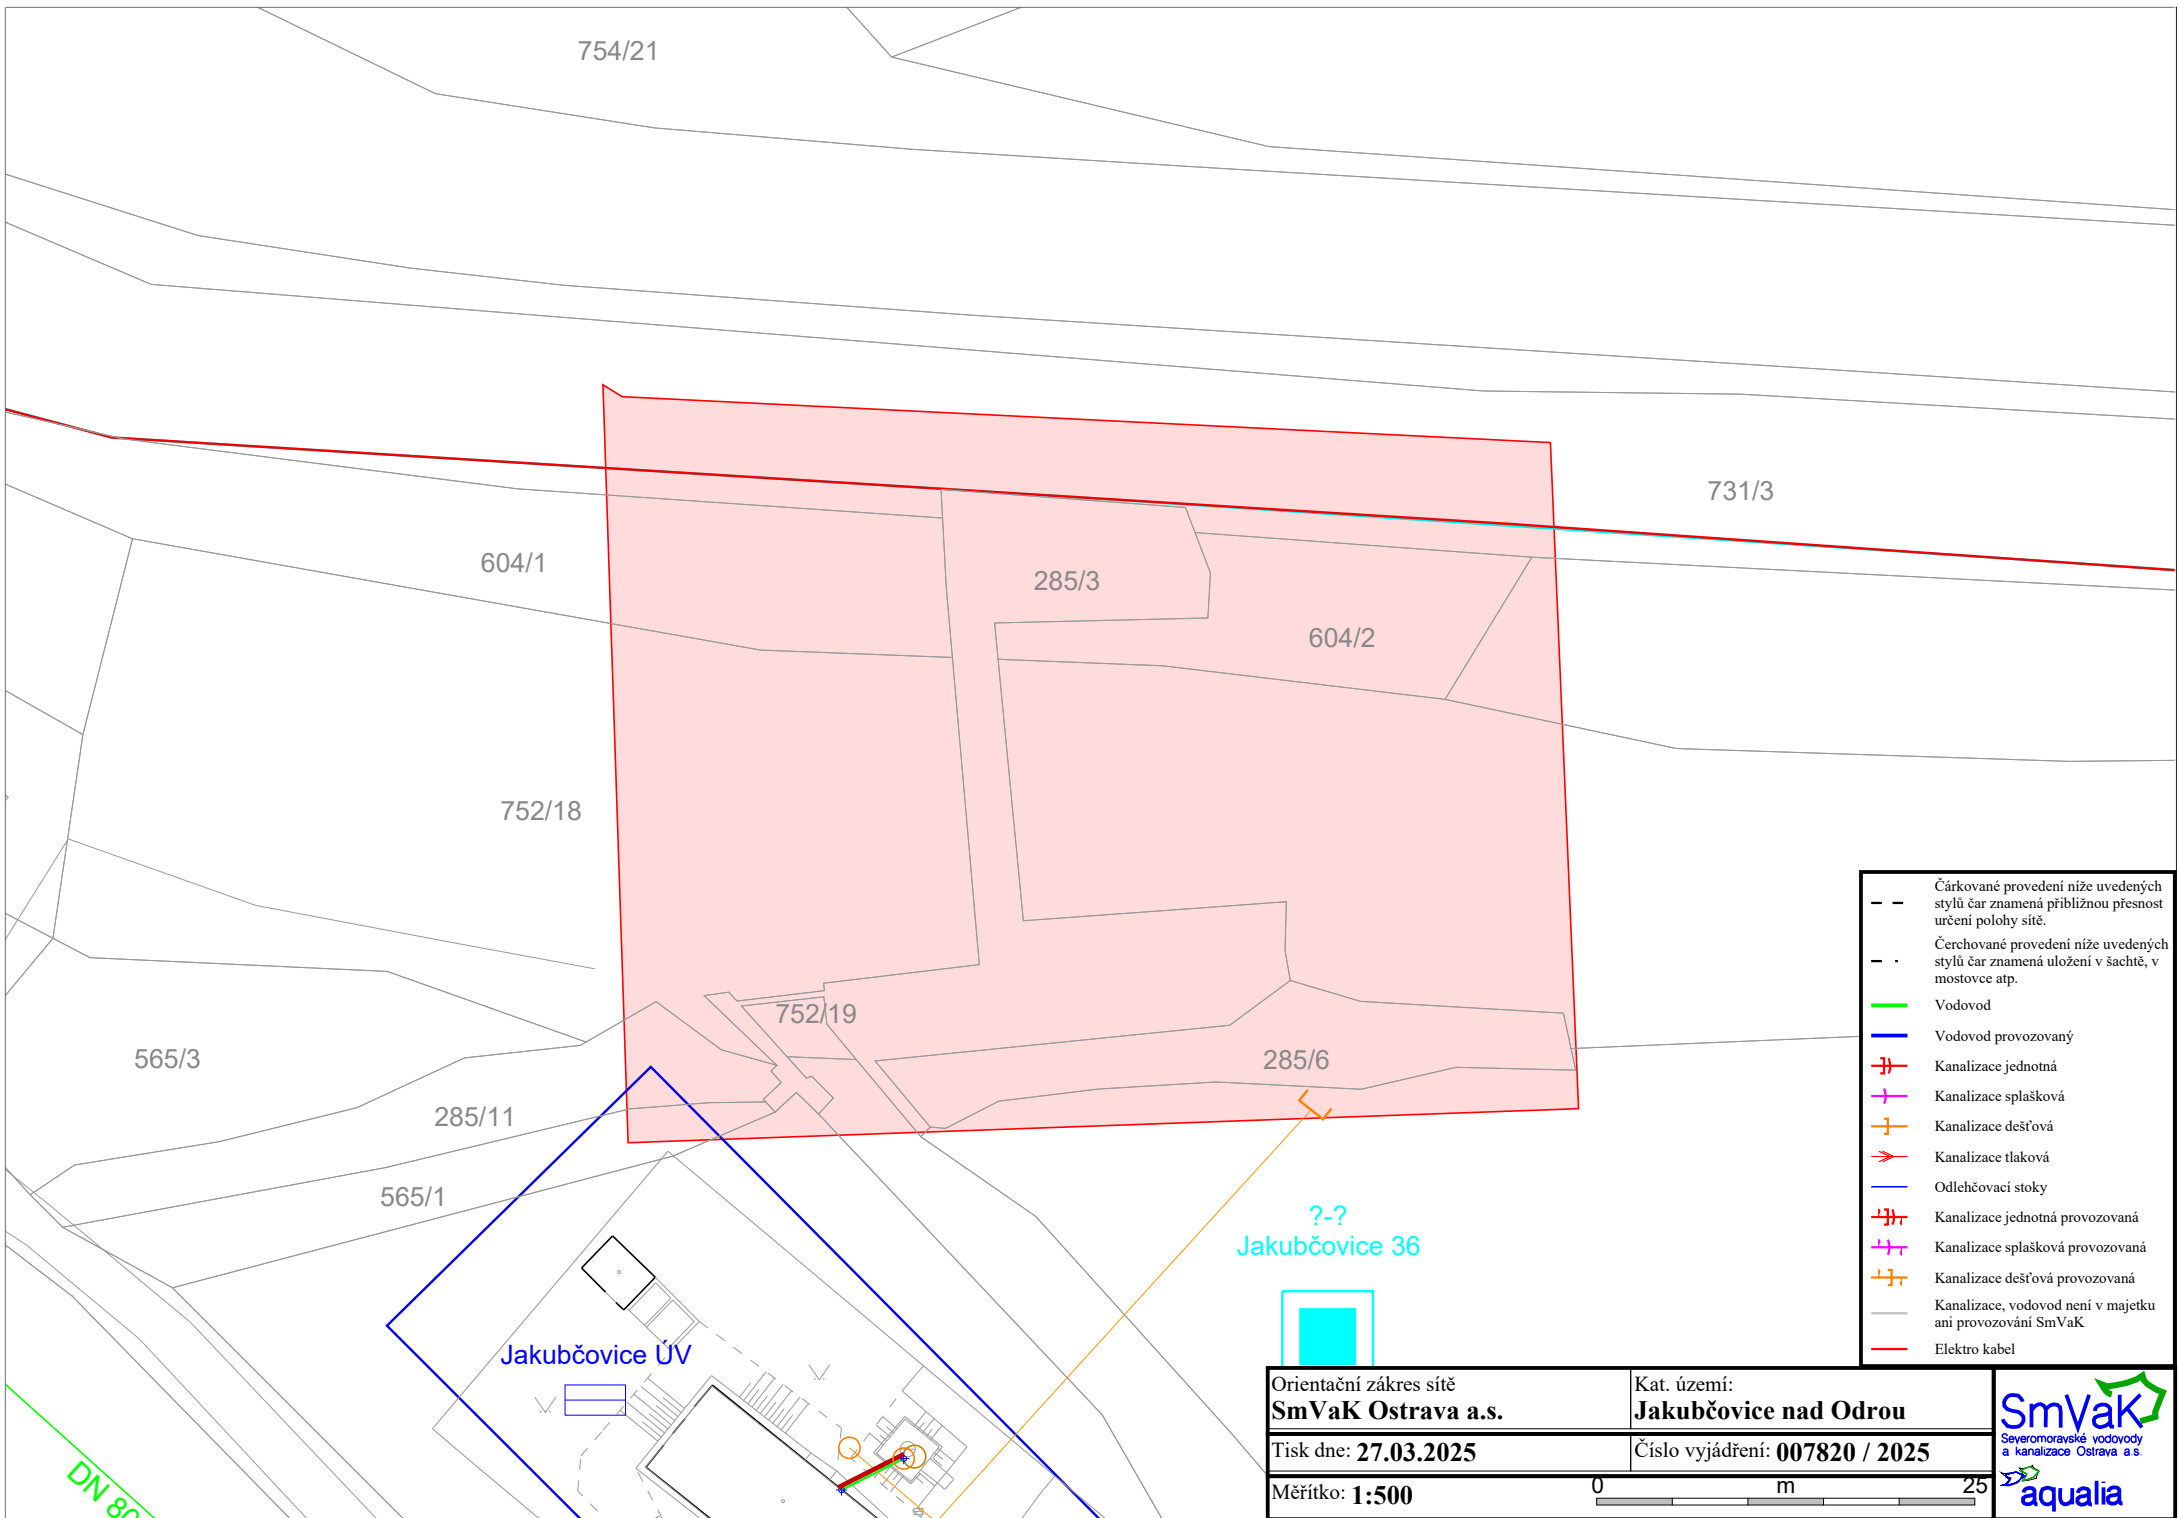 754/21
731/3
604/1
285/3
604/2
752/18
752/19
565/3
285/6
285/11
565/1
?-?
Jakubčovice 36
Jakubčovice ÚV
DN 80
Čárkované provedení níže uvedených
stylů čar znamená přibližnou přesnost
určení polohy sítě.
Čerchované provedení níže uvedených
stylů čar znamená uložení v šachtě, v
mostovce atp.
Vodovod
Vodovod provozovaný
Kanalizace jednotná
Kanalizace splašková
Kanalizace dešťová
Kanalizace tlaková
Odlehčovací stoky
Kanalizace jednotná provozovaná
Kanalizace splašková provozovaná
Kanalizace dešťová provozovaná
Kanalizace, vodovod není v majetku
ani provozování SmVaK
Elektro kabel
Orientační zákres sítě
SmVaK Ostrava a.s.
Kat. území:
Jakubčovice nad Odrou
Tisk dne: 27.03.2025
Číslo vyjádření: 007820 / 2025
Měřítko: 1:500
0 m 25
SmVaK
Severomoravské vodovody
a kanalizace Ostrava a.s.
aqualia